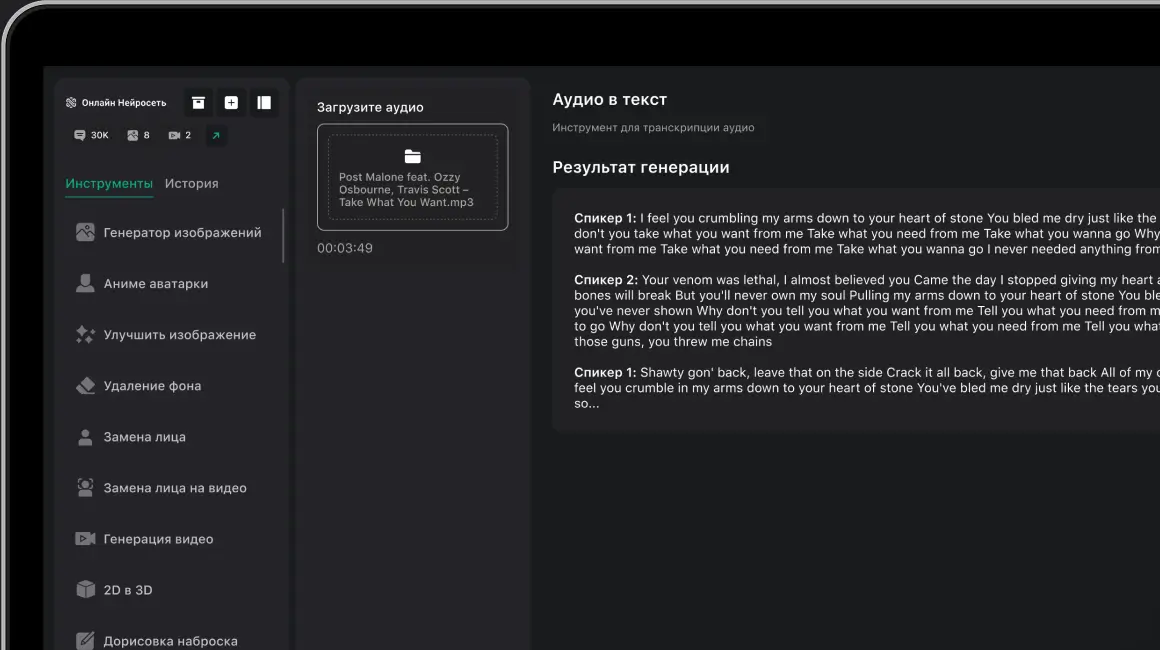 Онлайн Нейросеть
30K 8 2
Инструменты История
Генератор изображений
Аниме аватарки
Улучшить изображение
Удаление фона
Замена лица
Замена лица на видео
Генерация видео
2D в 3D
Дорисовка наброска
Загрузите аудио
Post Malone feat. Ozzy
Osbourne, Travis Scott –
Take What You Want.mp3
00:03:49
Аудио в текст
Инструмент для транскрипции аудио
Результат генерации
Спикер 1: I feel you crumbling my arms down to your heart of stone You bled me dry just like the
don't you take what you want from me Take what you need from me Take what you wanna go Why
want from me Take what you need from me Take what you wanna go I never needed anything from
Спикер 2: Your venom was lethal, I almost believed you Came the day I stopped giving my heart
bones will break But you'll never own my soul Pulling my arms down to your heart of stone You
you've never shown Why don't you tell you what you want from me Tell you what you need from
to go Why don't you tell you what you want from me Tell you what you need from me Tell you
those guns, you threw me chains
Спикер 1: Shawty gon' back, leave that on the side Crack it all back, give me that back All of my
feel you crumble in my arms down to your heart of stone You've bled me dry just like the tears
so...